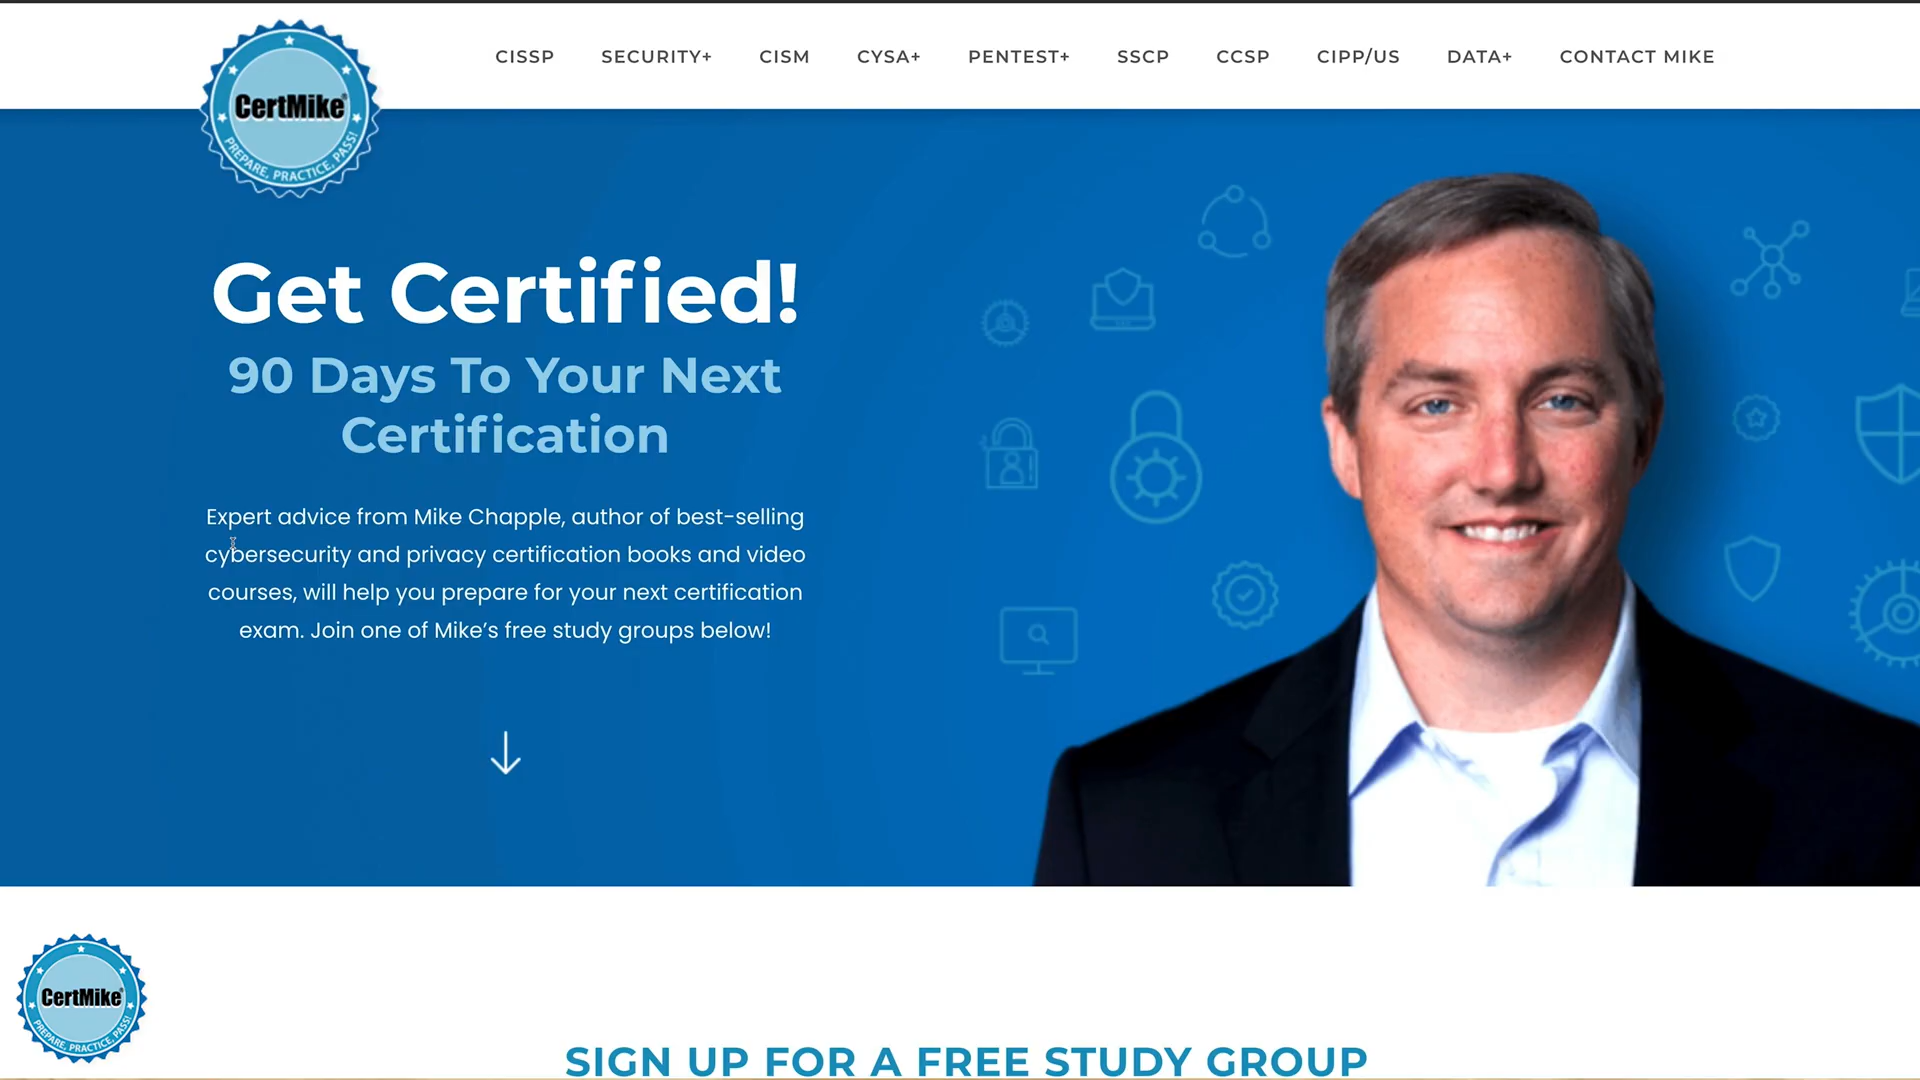 CertMike®
PREPARE, PRACTICE, PASS!
CISSP
SECURITY+
CISM
CYSA+
PENTEST+
SSCP
CCSP
CIPP/US
DATA+
CONTACT MIKE
Get Certified!
90 Days To Your Next
Certification
Expert advice from Mike Chapple, author of best-selling
cybersecurity and privacy certification books and video
courses, will help you prepare for your next certification
exam. Join one of Mike’s free study groups below!
CertMike®
PREPARE, PRACTICE, PASS!
SIGN UP FOR A FREE STUDY GROUP